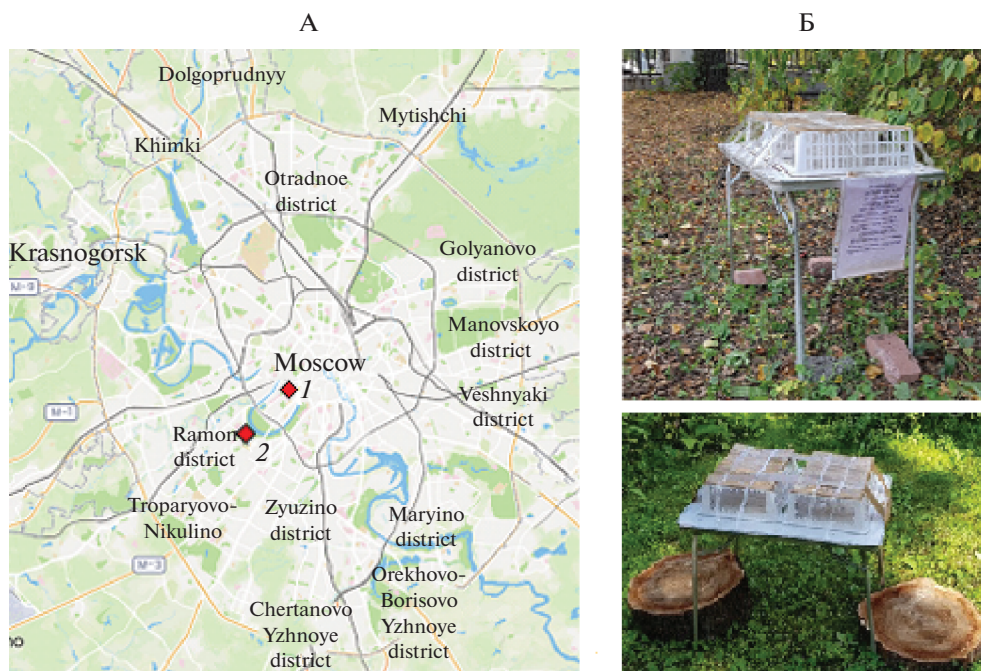 А
Б
Dolgoprudnyy
Mytishchi
Khimki
Otradnoe
district
Krasnogorsk
Golyanovo
district
M-9
Manovskoyo
district
Moscow
1
Veshnyaki
district
M-1
Ramon
district
2
Troparyovo-
Nikulino
Zyuzino
district
Maryino
district
M-3
Orekhovo-
Borisovo
Yzhnoye
district
Chertanovo
Yzhnoye
district